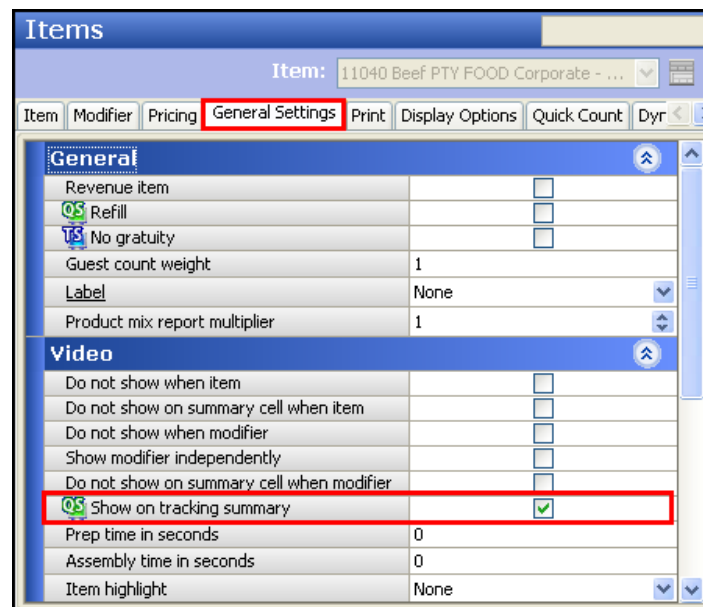 Items
Item: 11040 Beef PTY FOOD Corporate - ...
Item Modifier Pricing General Settings Print Display Options Quick Count Dyr
General
Revenue item
QS Refill
TS No gratuity
Guest count weight 1
Label None
Product mix report multiplier 1
Video
Do not show when item
Do not show on summary cell when item
Do not show when modifier
Show modifier independently
Do not show on summary cell when modifier
QS Show on tracking summary
Prep time in seconds 0
Assembly time in seconds 0
Item highlight None